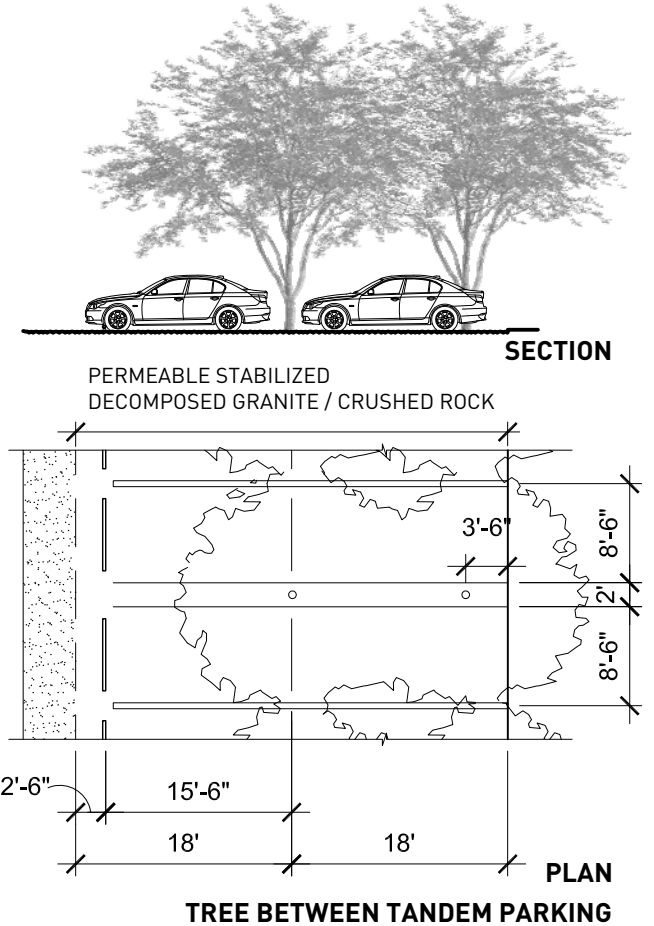 SECTION
PERMEABLE STABILIZED
DECOMPOSED GRANITE / CRUSHED ROCK
3'-6"
8'-6"
2'
8'-6"
2'-6"
15'-6"
18'
18'
PLAN
TREE BETWEEN TANDEM PARKING